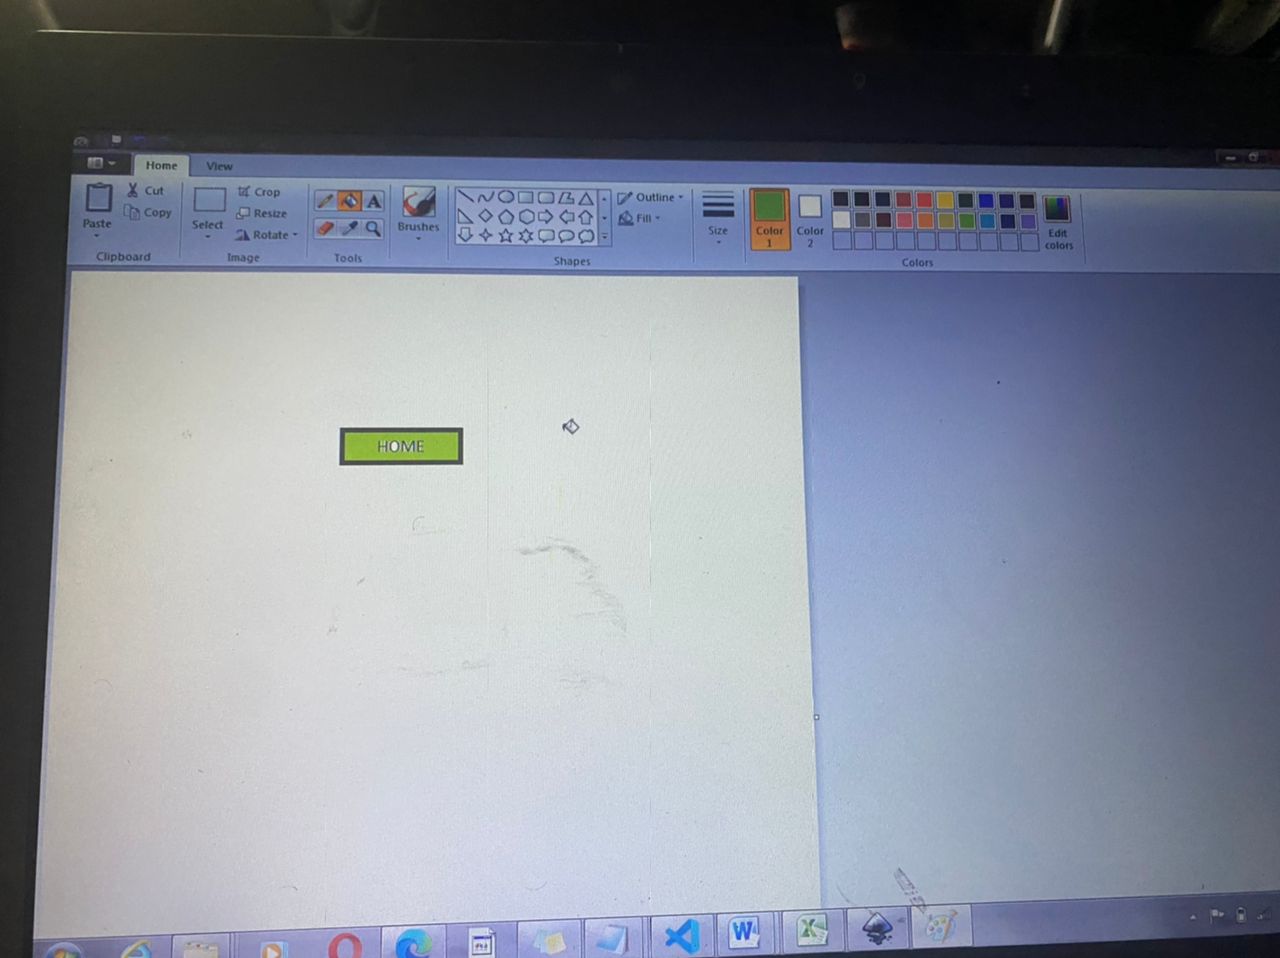 Home View
Paste
Cut
Copy
Clipboard
Select
Crop
Resize
Rotate
Image
A
Tools
Brushes
Outline
Fill
Shapes
Size
Color 1
Color 2
Edit colors
Colors
HOME